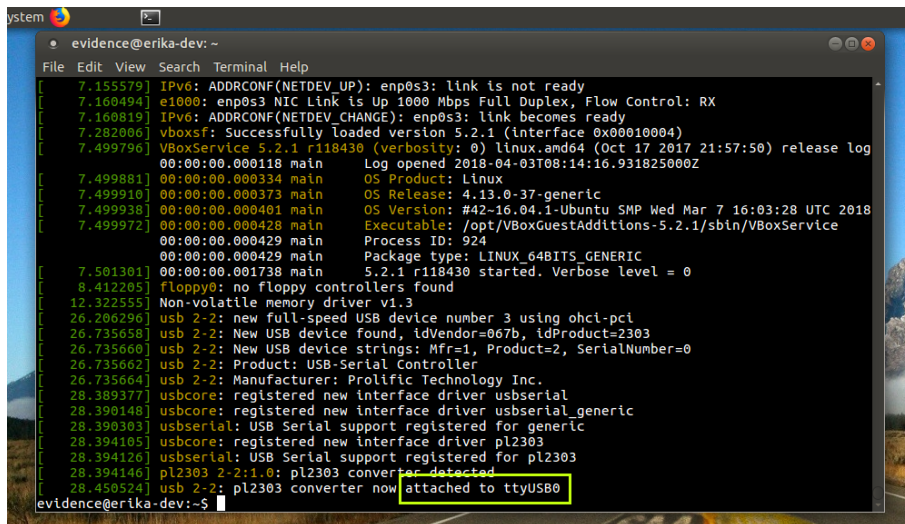 ystem
evidence@erika-dev: ~
File Edit View Search Terminal Help
[    7.155579] IPv6: ADDRCONF(NETDEV_UP): enp0s3: link is not ready
[    7.160494] e1000: enp0s3 NIC Link is Up 1000 Mbps Full Duplex, Flow Control: RX
[    7.160819] IPv6: ADDRCONF(NETDEV_CHANGE): enp0s3: link becomes ready
[    7.282006] vboxsf: Successfully loaded version 5.2.1 (interface 0x00010004)
[    7.499796] VBoxService 5.2.1 r118430 (verbosity: 0) linux.amd64 (Oct 17 2017 21:57:50) release log
               00:00:00.000118 main     Log opened 2018-04-03T08:14:16.931825000Z
[    7.499881] 00:00:00.000334 main     OS Product: Linux
[    7.499910] 00:00:00.000373 main     OS Release: 4.13.0-37-generic
[    7.499938] 00:00:00.000401 main     OS Version: #42~16.04.1-Ubuntu SMP Wed Mar 7 16:03:28 UTC 2018
[    7.499972] 00:00:00.000428 main     Executable: /opt/VBoxGuestAdditions-5.2.1/sbin/VBoxService
               00:00:00.000429 main     Process ID: 924
               00:00:00.000429 main     Package type: LINUX_64BITS_GENERIC
[    7.501301] 00:00:00.001738 main     5.2.1 r118430 started. Verbose level = 0
[    8.412205] floppy0: no floppy controllers found
[   12.322555] Non-volatile memory driver v1.3
[   26.206296] usb 2-2: new full-speed USB device number 3 using ohci-pci
[   26.735658] usb 2-2: New USB device found, idVendor=067b, idProduct=2303
[   26.735660] usb 2-2: New USB device strings: Mfr=1, Product=2, SerialNumber=0
[   26.735662] usb 2-2: Product: USB-Serial Controller
[   26.735664] usb 2-2: Manufacturer: Prolific Technology Inc.
[   28.389377] usbcore: registered new interface driver usbserial
[   28.390148] usbcore: registered new interface driver usbserial_generic
[   28.390303] usbserial: USB Serial support registered for generic
[   28.394105] usbcore: registered new interface driver pl2303
[   28.394126] usbserial: USB Serial support registered for pl2303
[   28.394146] pl2303 2-2:1.0: pl2303 converter detected
[   28.450524] usb 2-2: pl2303 converter now attached to ttyUSB0
evidence@erika-dev:~$